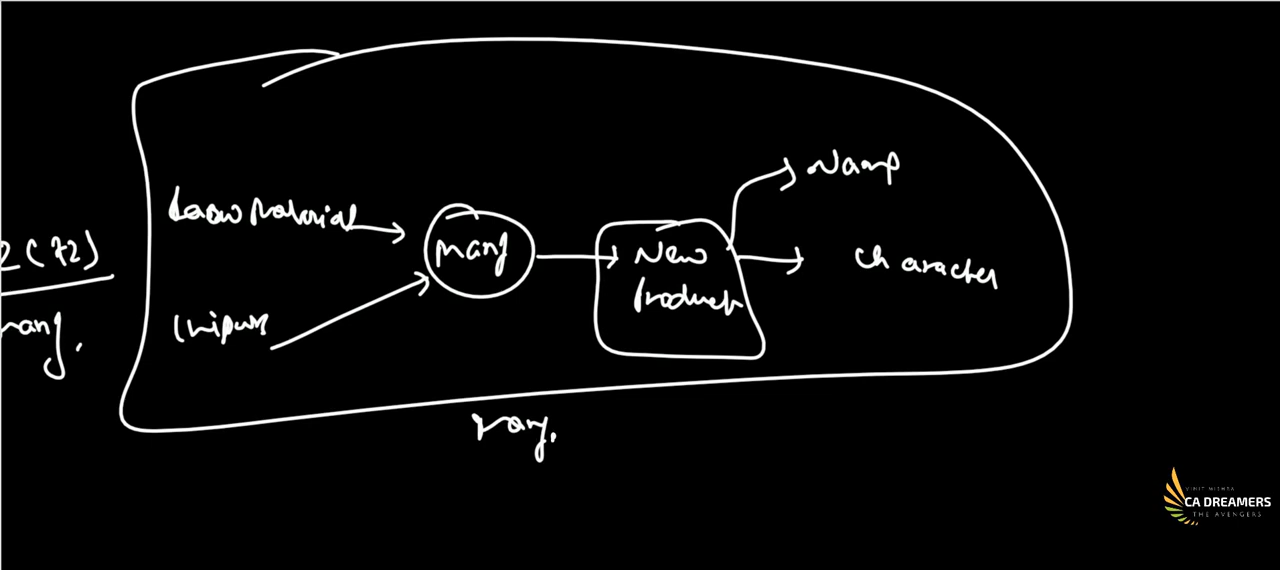 Name
Raw Material
2(72)
Manf
New
Product
Character
Inputs
Manf.
Manf.
VINIT MISHRA
CA DREAMERS
THE AVENGERS